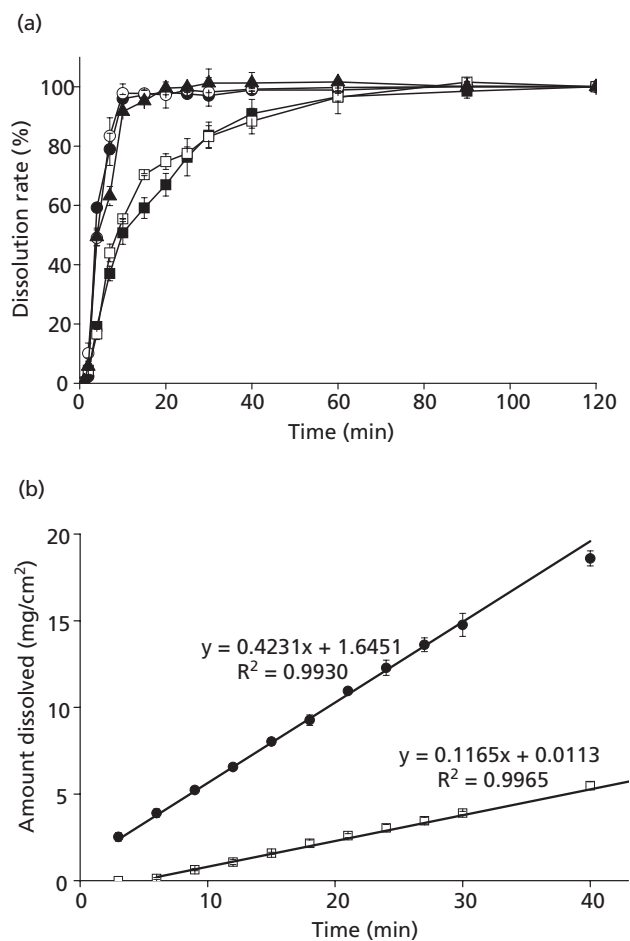 (a)
100
80
60
40
20
0
Dissolution rate (%)
0 20 40 60 80 100 120
Time (min)
(b)
20
15
10
5
0
Amount dissolved (mg/cm²)
y = 0.4231x + 1.6451
R² = 0.9930
y = 0.1165x + 0.0113
R² = 0.9965
0 10 20 30 40
Time (min)